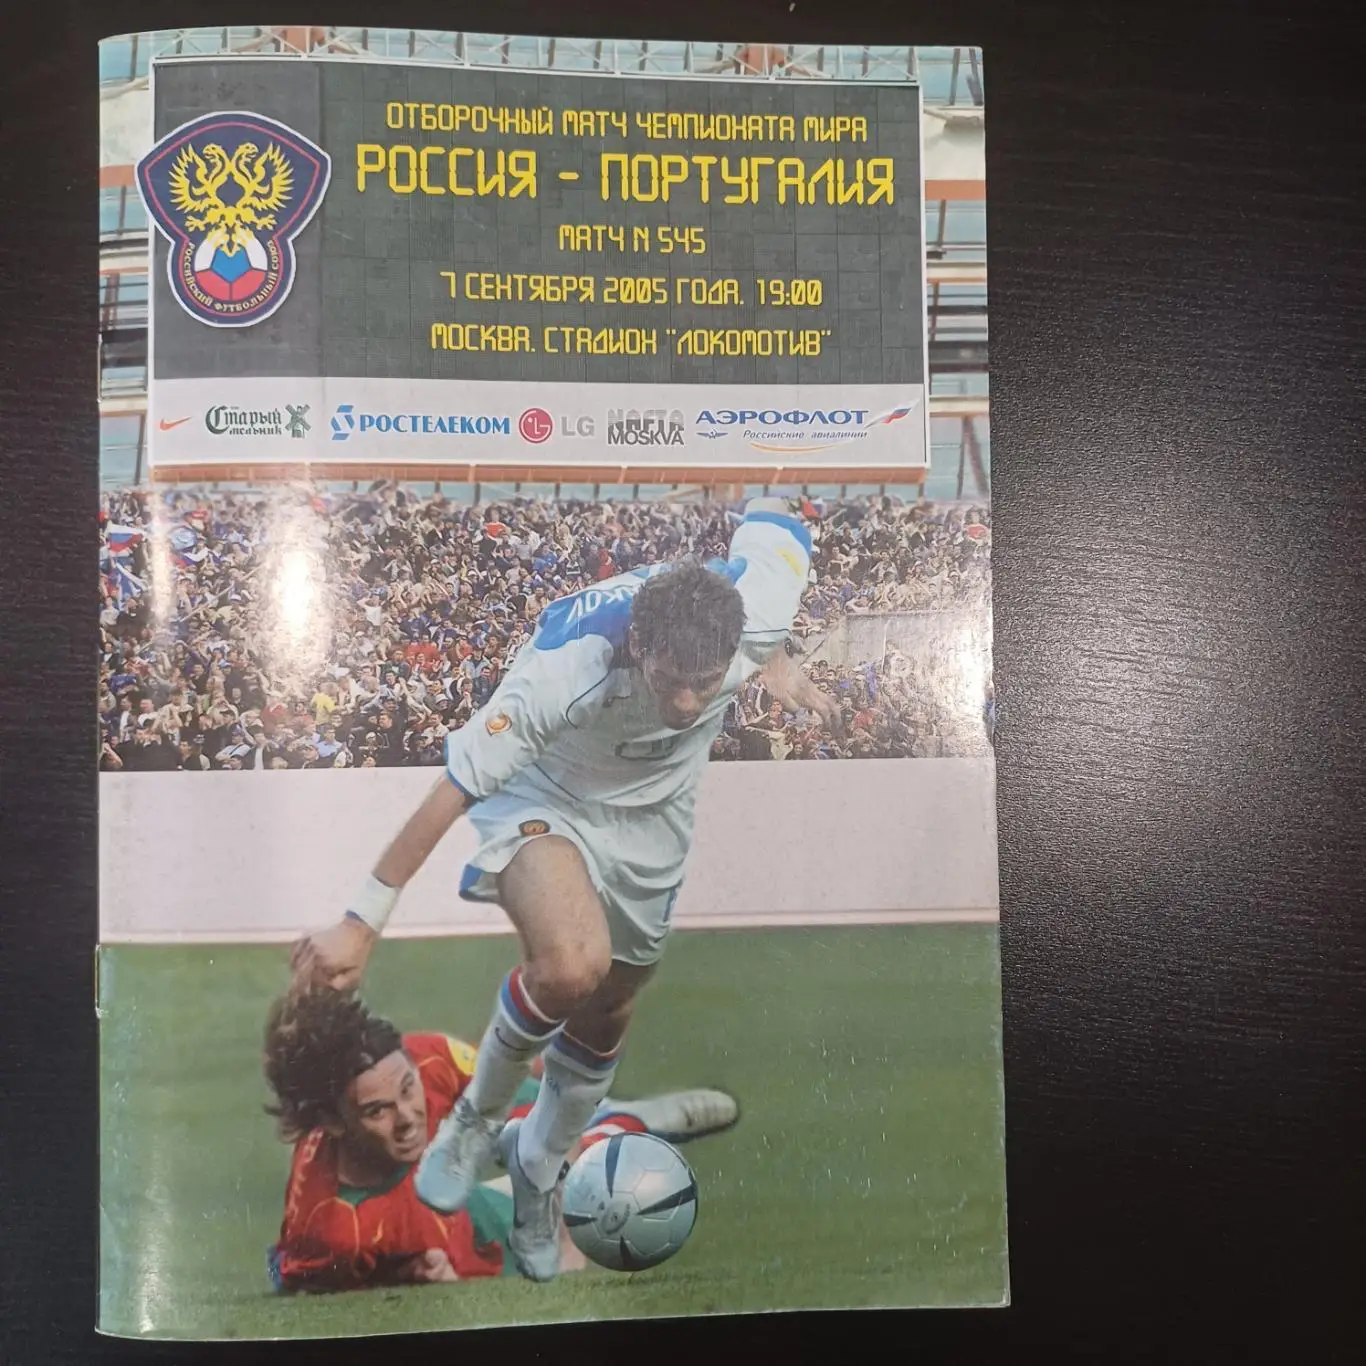 ОТБОРОЧНЫЙ МАТЧ ЧЕМПИОНАТА МИРА
РОССИЯ - ПОРТУГАЛИЯ
МАТЧ N 545
7 СЕНТЯБРЯ 2005 ГОДА. 19:00
МОСКВА. СТАДИОН "ЛОКОМОТИВ"
РОССИЙСКИЙ ФУТБОЛЬНЫЙ СОЮЗ
Старый мельник
РОСТЕЛЕКОМ
LG
NAFTA
MOSKVA
АЭРОФЛОТ
Российские авиалинии
AKOV